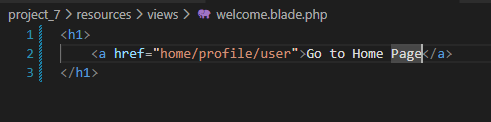 project_7 > resources > views > welcome.blade.php
1 <h1>
2 <a href="home/profile/user">Go to Home Page</a>
3 </h1>